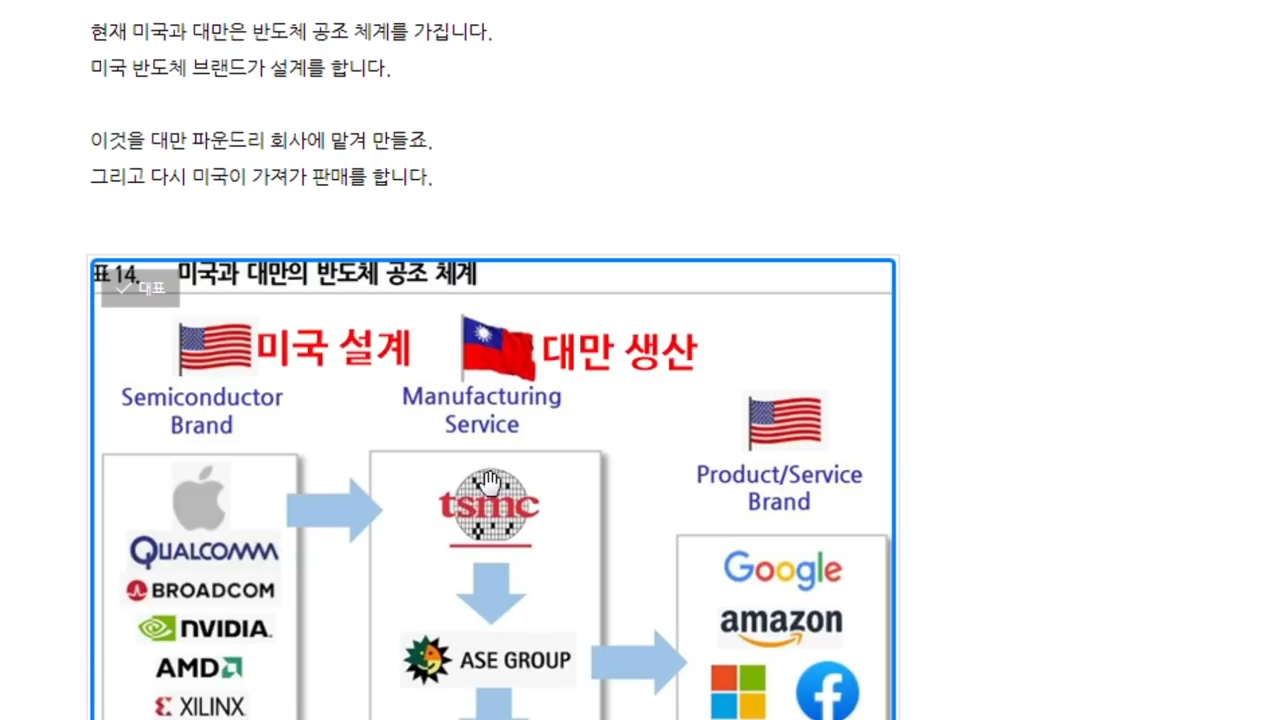 현재 미국과 대만은 반도체 공조 체계를 가집니다.
미국 반도체 브랜드가 설계를 합니다.
이것을 대만 파운드리 회사에 맡겨 만들죠.
그리고 다시 미국이 가져가 판매를 합니다.
표 14. 미국과 대만의 반도체 공조 체계
대표
미국 설계
대만 생산
Semiconductor
Brand
Manufacturing
Service
Product/Service
Brand
QUALCOMM
BROADCOM
NVIDIA.
AMD
XILINX
tsmc
ASE GROUP
Google
amazon
f